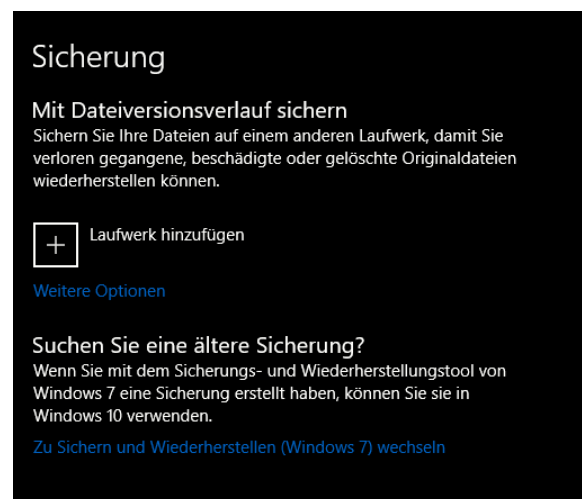 Sicherung
Mit Dateiversionsverlauf sichern
Sichern Sie Ihre Dateien auf einem anderen Laufwerk, damit Sie
verloren gegangene, beschädigte oder gelöschte Originaldateien
wiederherstellen können.
Laufwerk hinzufügen
Weitere Optionen
Suchen Sie eine ältere Sicherung?
Wenn Sie mit dem Sicherungs- und Wiederherstellungstool von
Windows 7 eine Sicherung erstellt haben, können Sie sie in
Windows 10 verwenden.
Zu Sichern und Wiederherstellen (Windows 7) wechseln